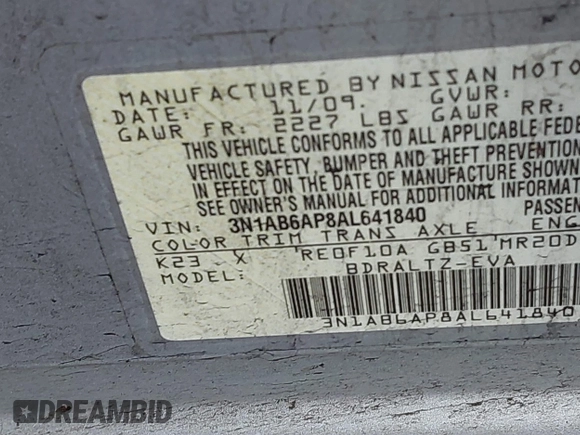 MANUFACTURED BY NISSAN MOTO
DATE: 11/09. GVWR:
GAWR FR: 2227 LBS GAWR RR:
THIS VEHICLE CONFORMS TO ALL APPLICABLE FEDE
VEHICLE SAFETY, BUMPER AND THEFT PREVENTION
IN EFFECT ON THE DATE OF MANUFACTURE SHOWN
SEE OWNER'S MANUAL FOR ADDITIONAL INFORMATION
VIN: 3N1AB6AP8AL641840 PASSEN
COLOR TRIM TRANS AXLE ENG
K23 X RE0F10A GB51 MR20D
MODEL: BDRALTZ-EVA
3N1AB6AP8AL641840
DREAMBID